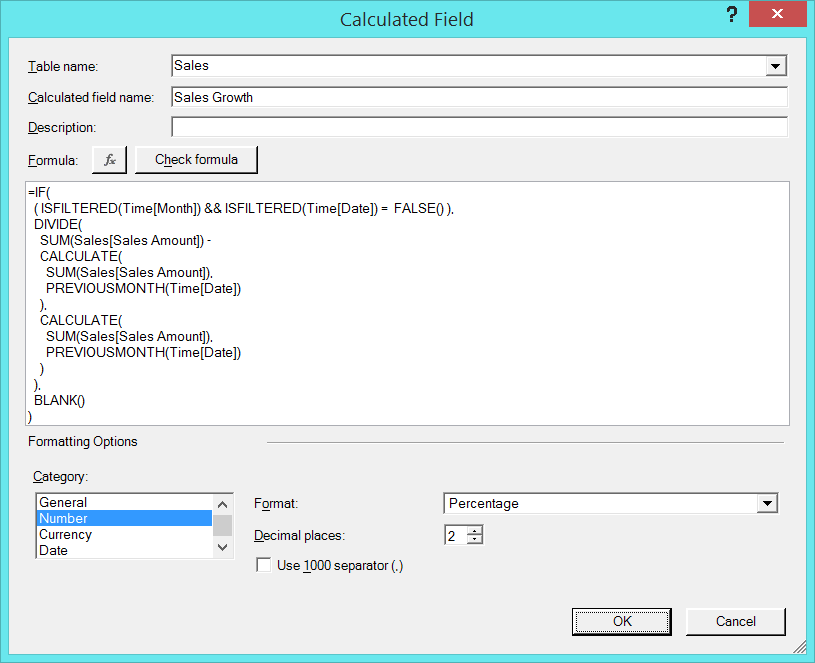 Calculated Field
?
Table name: Sales
Calculated field name: Sales Growth
Description:
Formula: fx Check formula
=IF(
( ISFILTERED(Time[Month]) && ISFILTERED(Time[Date]) = FALSE() ),
DIVIDE(
SUM(Sales[Sales Amount]) -
CALCULATE(
SUM(Sales[Sales Amount]),
PREVIOUSMONTH(Time[Date])
),
CALCULATE(
SUM(Sales[Sales Amount]),
PREVIOUSMONTH(Time[Date])
)
),
BLANK()
)
Formatting Options
Category:
General
Number
Currency
Date
Format: Percentage
Decimal places: 2
Use 1000 separator (.)
OK Cancel